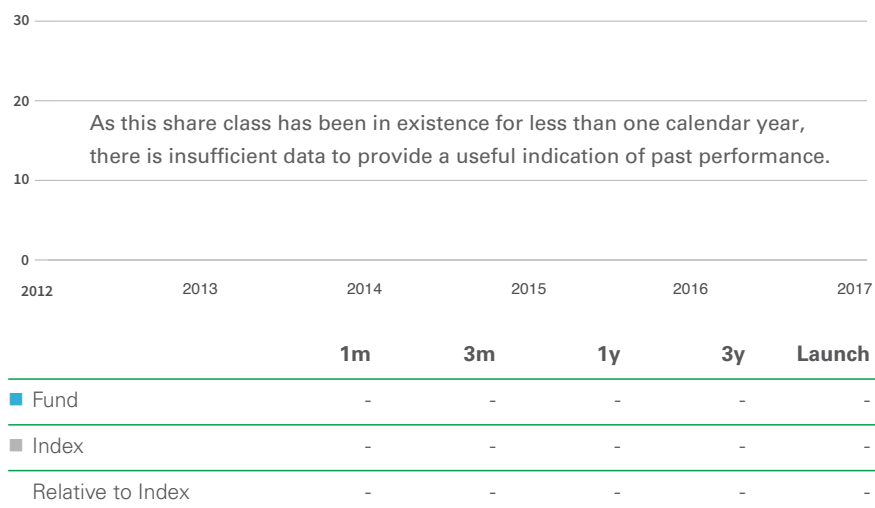 30
20
As this share class has been in existence for less than one calendar year,
there is insufficient data to provide a useful indication of past performance.
10
0
2012 2013 2014 2015 2016 2017
1m 3m 1y 3y Launch
Fund - - - - -
Index - - - - -
Relative to Index - - - - -